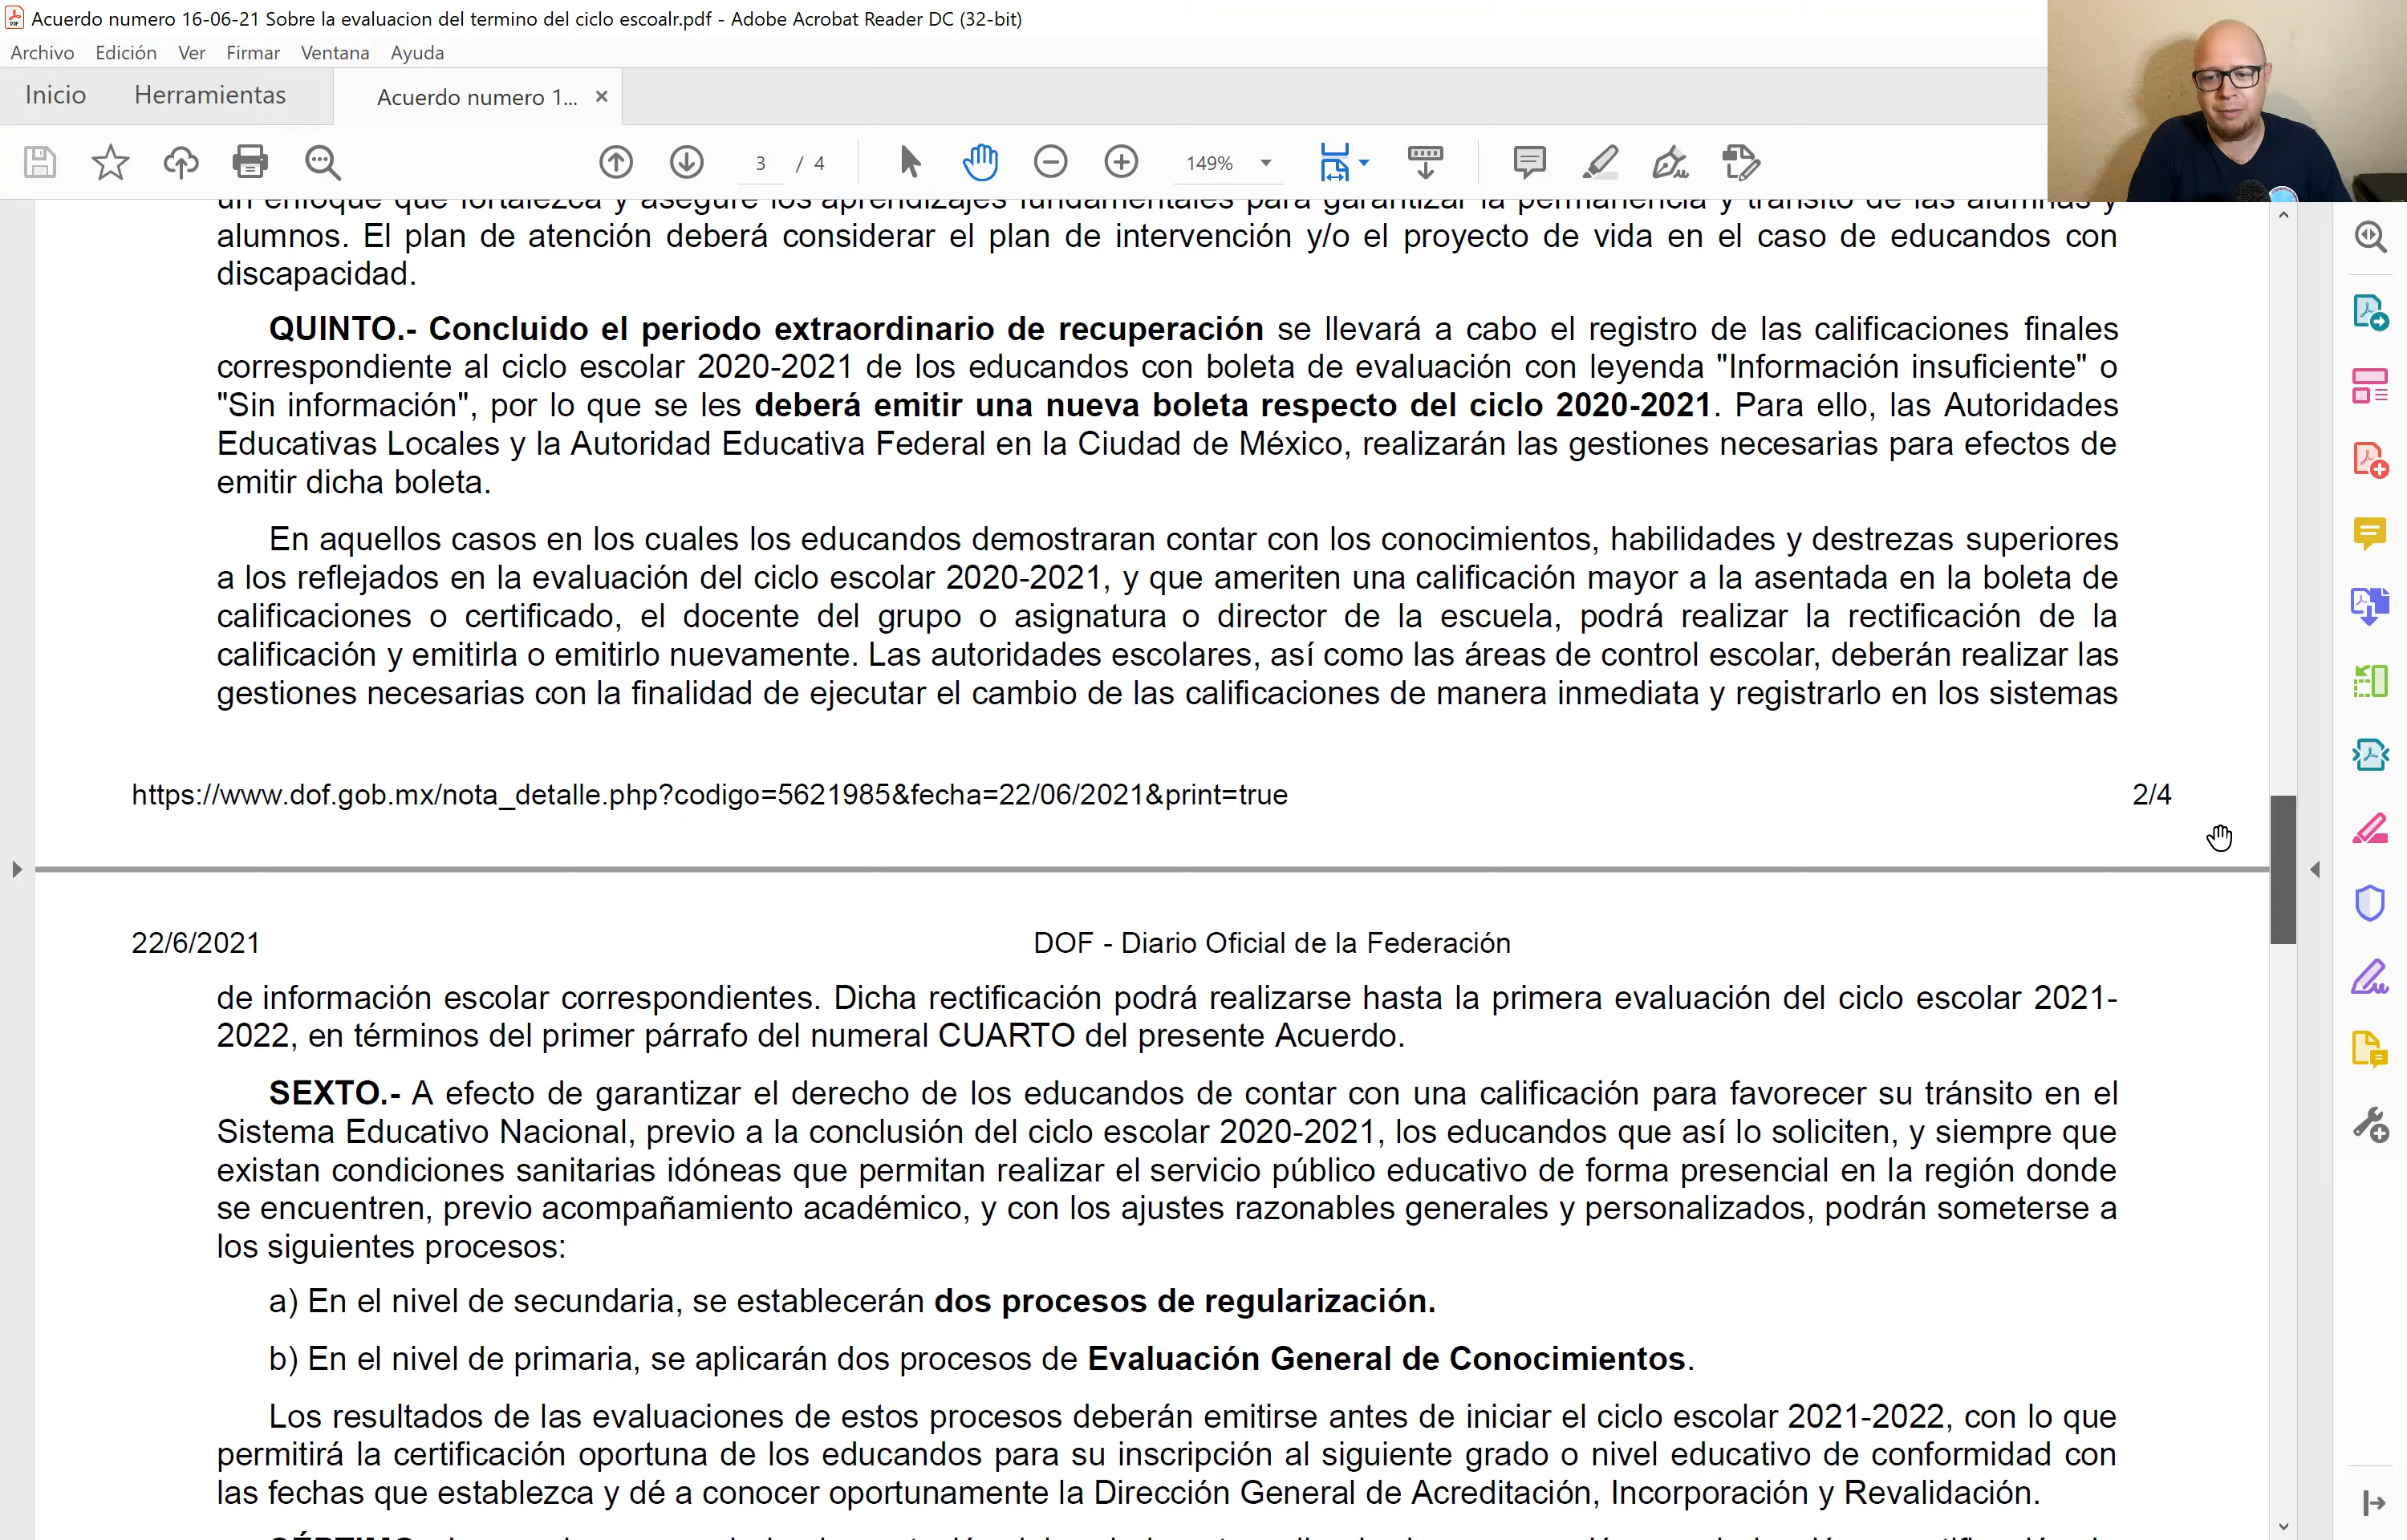 Acuerdo numero 16-06-21 Sobre la evaluacion del termino del ciclo escoalr.pdf - Adobe Acrobat Reader DC (32-bit)
Archivo Edición Ver Firmar Ventana Ayuda
Inicio Herramientas Acuerdo numero 1... ×
3 / 4 149%
un enfoque que fortalezca y asegure los aprendizajes fundamentales para garantizar la permanencia y tránsito de las alumnas y
alumnos. El plan de atención deberá considerar el plan de intervención y/o el proyecto de vida en el caso de educandos con
discapacidad.
QUINTO.- Concluido el periodo extraordinario de recuperación se llevará a cabo el registro de las calificaciones finales
correspondiente al ciclo escolar 2020-2021 de los educandos con boleta de evaluación con leyenda "Información insuficiente" o
"Sin información", por lo que se les deberá emitir una nueva boleta respecto del ciclo 2020-2021. Para ello, las Autoridades
Educativas Locales y la Autoridad Educativa Federal en la Ciudad de México, realizarán las gestiones necesarias para efectos de
emitir dicha boleta.
En aquellos casos en los cuales los educandos demostraran contar con los conocimientos, habilidades y destrezas superiores
a los reflejados en la evaluación del ciclo escolar 2020-2021, y que ameriten una calificación mayor a la asentada en la boleta de
calificaciones o certificado, el docente del grupo o asignatura o director de la escuela, podrá realizar la rectificación de la
calificación y emitirla o emitirlo nuevamente. Las autoridades escolares, así como las áreas de control escolar, deberán realizar las
gestiones necesarias con la finalidad de ejecutar el cambio de las calificaciones de manera inmediata y registrarlo en los sistemas
https://www.dof.gob.mx/nota_detalle.php?codigo=5621985&fecha=22/06/2021&print=true 2/4
22/6/2021 DOF - Diario Oficial de la Federación
de información escolar correspondientes. Dicha rectificación podrá realizarse hasta la primera evaluación del ciclo escolar 2021-
2022, en términos del primer párrafo del numeral CUARTO del presente Acuerdo.
SEXTO.- A efecto de garantizar el derecho de los educandos de contar con una calificación para favorecer su tránsito en el
Sistema Educativo Nacional, previo a la conclusión del ciclo escolar 2020-2021, los educandos que así lo soliciten, y siempre que
existan condiciones sanitarias idóneas que permitan realizar el servicio público educativo de forma presencial en la región donde
se encuentren, previo acompañamiento académico, y con los ajustes razonables generales y personalizados, podrán someterse a
los siguientes procesos:
a) En el nivel de secundaria, se establecerán dos procesos de regularización.
b) En el nivel de primaria, se aplicarán dos procesos de Evaluación General de Conocimientos.
Los resultados de las evaluaciones de estos procesos deberán emitirse antes de iniciar el ciclo escolar 2021-2022, con lo que
permitirá la certificación oportuna de los educandos para su inscripción al siguiente grado o nivel educativo de conformidad con
las fechas que establezca y dé a conocer oportunamente la Dirección General de Acreditación, Incorporación y Revalidación.